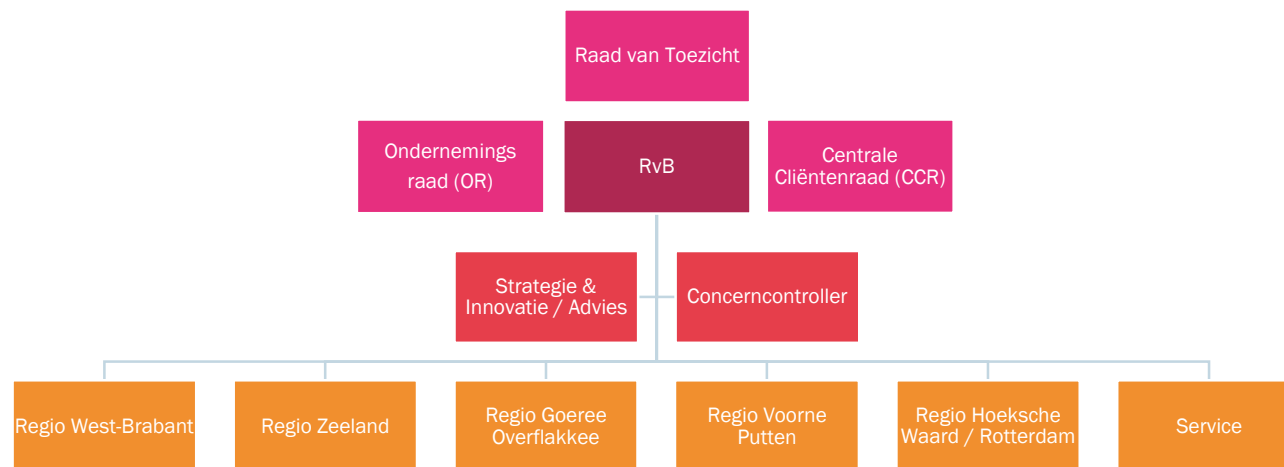 Raad van Toezicht
Ondernemings
raad (OR)
RvB
Centrale
Cliëntenraad (CCR)
Strategie &
Innovatie / Advies
Concerncontroller
Regio West-Brabant
Regio Zeeland
Regio Goeree
Overflakkee
Regio Voorne
Putten
Regio Hoeksche
Waard / Rotterdam
Service